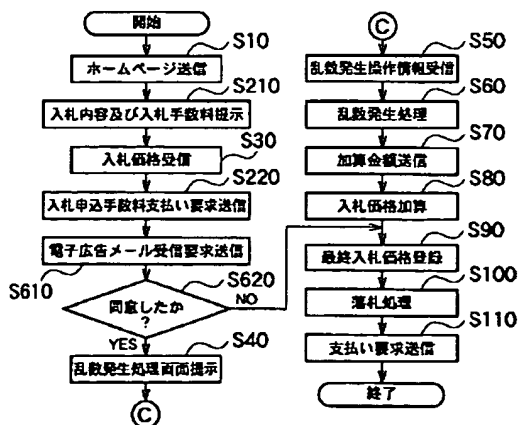 開始
S10
ホームページ送信
S210
入札内容及び入札手数料提示
S30
入札価格受信
S220
入札申込手数料支払い要求送信
電子広告メール受信要求送信
S610
S620
同意したか
?
NO
YES
S40
乱数発生処理画面提示
C
C
S50
乱数発生操作情報受信
S60
乱数発生処理
S70
加算金額送信
S80
入札価格加算
S90
最終入札価格登録
S100
落札処理
S110
支払い要求送信
終了